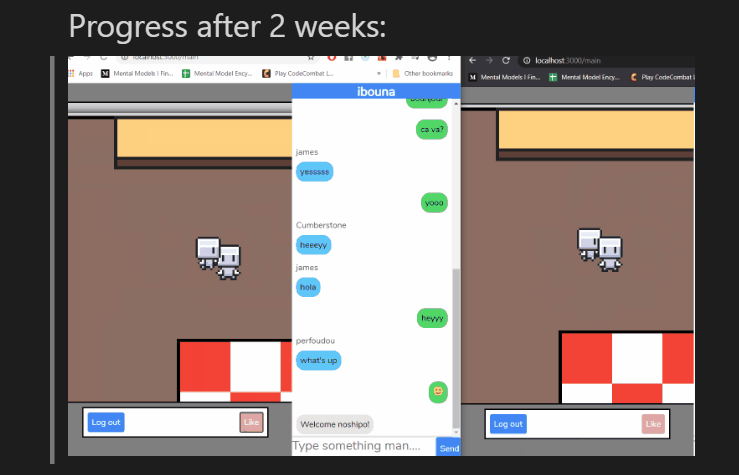 Progress after 2 weeks:
localhost:3000/main
Apps
Mental Models I Fin...
Mental Model Ency...
Play CodeCombat L...
»
Other bookmarks
ibouna
bounjour
ca va?
james
yesssss
yooo
Cumberstone
heeeyy
james
hola
heyyy
perfoudou
what's up
Welcome noshipo!
Type something man....
Send
Log out
Like
localhost:3000/main
Mental Models I Fin...
Mental Model Ency...
Play CodeCombat L
Log out
Like